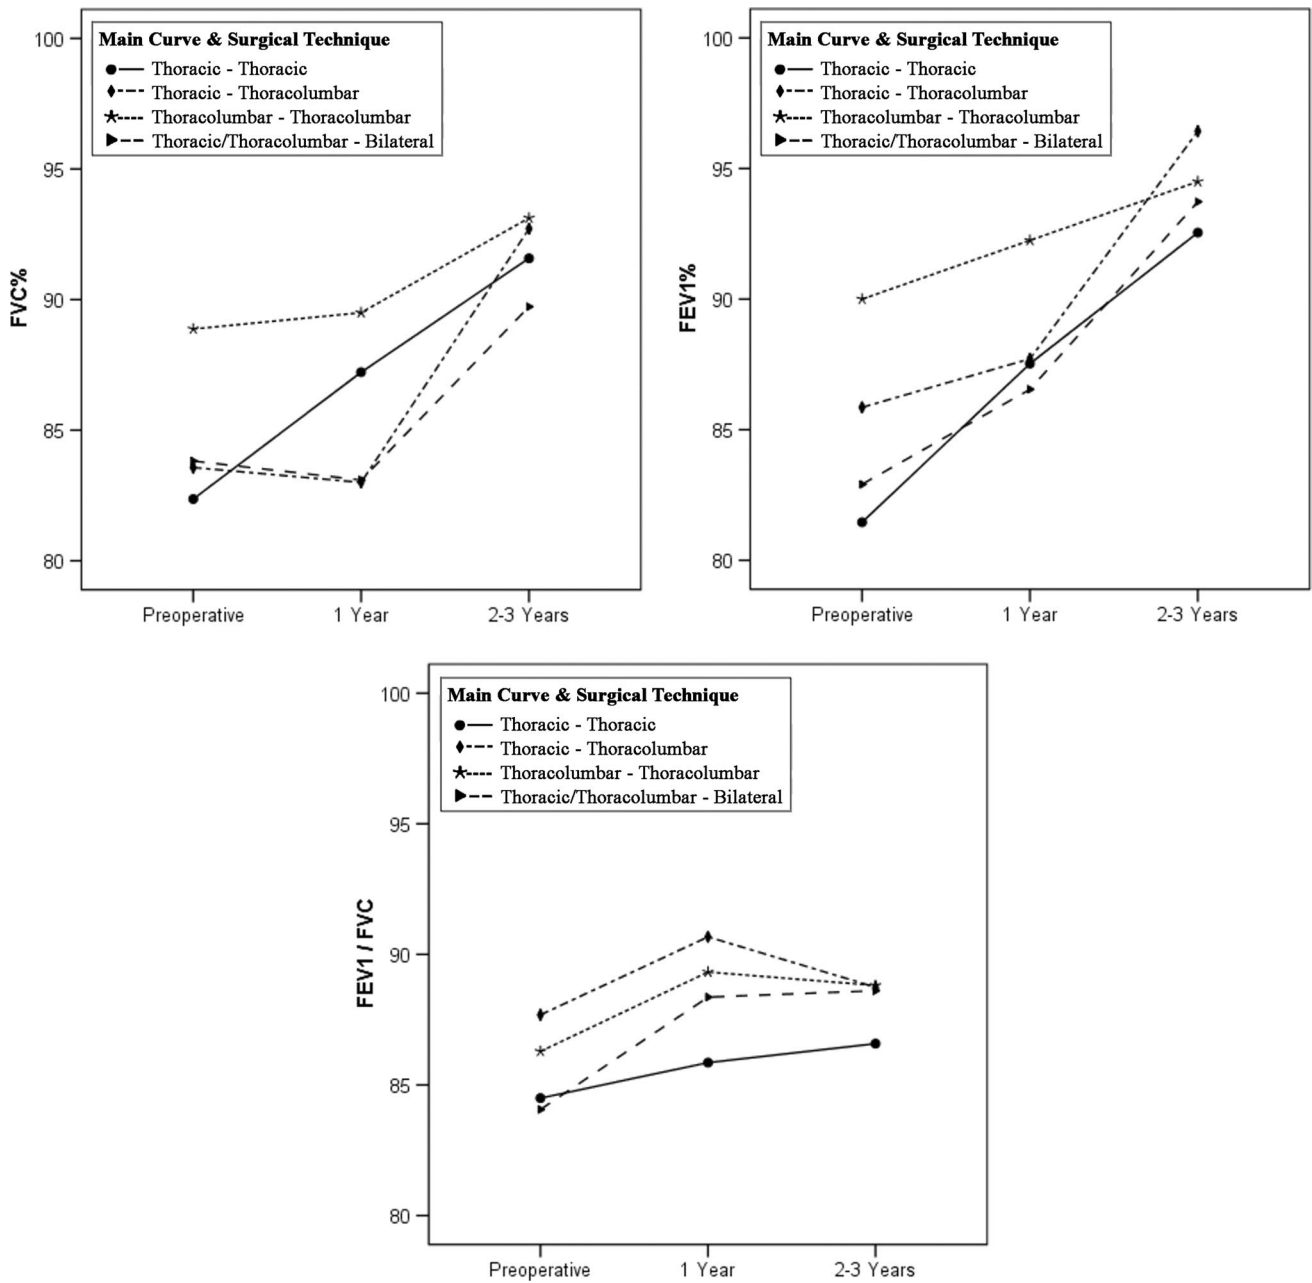 Main Curve & Surgical Technique
Thoracic - Thoracic
Thoracic - Thoracolumbar
Thoracolumbar - Thoracolumbar
Thoracic/Thoracolumbar - Bilateral
100
95
90
85
80
FVC%
Preoperative 1 Year 2-3 Years
Main Curve & Surgical Technique
Thoracic - Thoracic
Thoracic - Thoracolumbar
Thoracolumbar - Thoracolumbar
Thoracic/Thoracolumbar - Bilateral
100
95
90
85
80
FEV1%
Preoperative 1 Year 2-3 Years
Main Curve & Surgical Technique
Thoracic - Thoracic
Thoracic - Thoracolumbar
Thoracolumbar - Thoracolumbar
Thoracic/Thoracolumbar - Bilateral
100
95
90
85
80
FEV1 / FVC
Preoperative 1 Year 2-3 Years